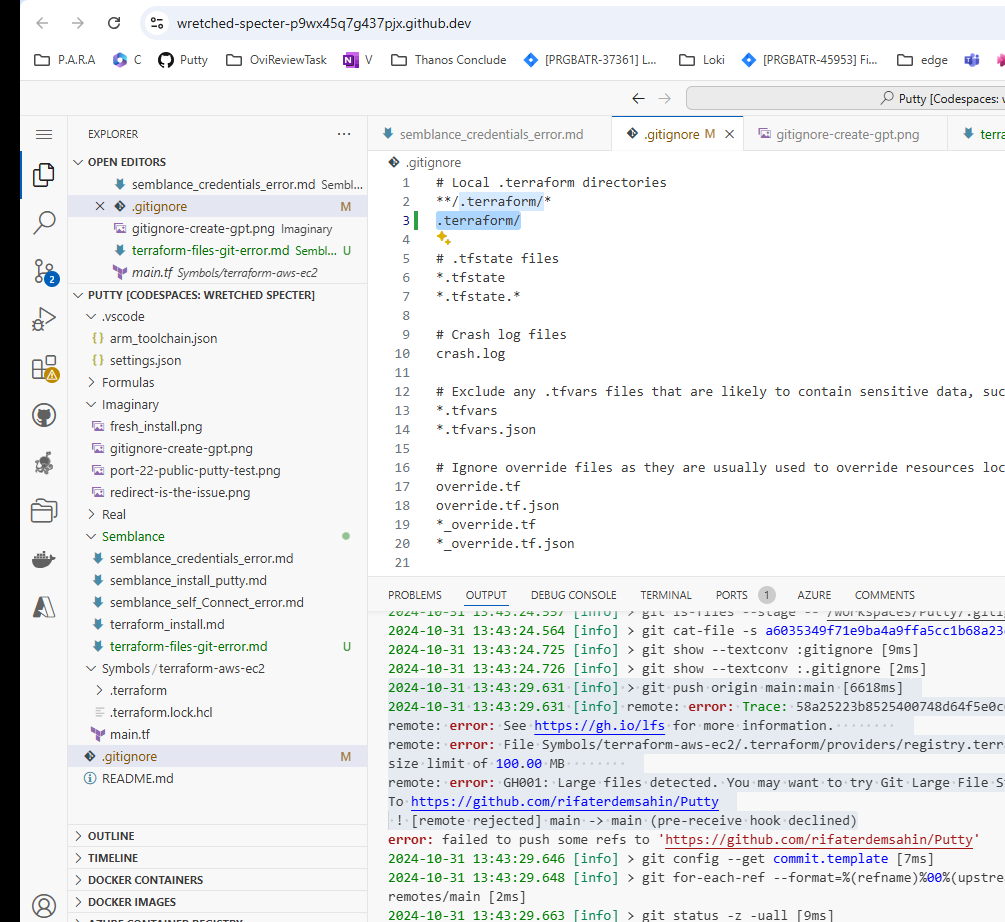 wretched-specter-p9wx45q7g437pjx.github.dev
P.A.R.A C Putty OviReviewTask V Thanos Conclude [PRGBATR-37361] L... Loki [PRGBATR-45953] Fi... edge
Putty [Codespaces:
EXPLORER
OPEN EDITORS
semblance_credentials_error.md Sembl...
.gitignore M
gitignore-create-gpt.png Imaginary
terraform-files-git-error.md Sembl... U
main.tf Symbols/terraform-aws-ec2
PUTTY [CODESPACES: WRETCHED SPECTER]
.vscode
{} arm_toolchain.json
{} settings.json
Formulas
Imaginary
fresh_install.png
gitignore-create-gpt.png
port-22-public-putty-test.png
redirect-is-the-issue.png
Real
Semblance
semblance_credentials_error.md
semblance_install_putty.md
semblance_self_Connect_error.md
terraform_install.md
terraform-files-git-error.md U
Symbols / terraform-aws-ec2
.terraform
.terraform.lock.hcl
main.tf
.gitignore M
README.md
OUTLINE
TIMELINE
DOCKER CONTAINERS
DOCKER IMAGES
AZURE CONTAINER REGISTRY
2
semblance_credentials_error.md .gitignore M gitignore-create-gpt.png terra
.gitignore
1 # Local .terraform directories
2 **/.terraform/*
3 .terraform/
4
5 # .tfstate files
6 *.tfstate
7 *.tfstate.*
8
9 # Crash log files
10 crash.log
11
12 # Exclude any .tfvars files that are likely to contain sensitive data, suc
13 *.tfvars
14 *.tfvars.json
15
16 # Ignore override files as they are usually used to override resources loc
17 override.tf
18 override.tf.json
19 *_override.tf
20 *_override.tf.json
21
PROBLEMS OUTPUT DEBUG CONSOLE TERMINAL PORTS 1 AZURE COMMENTS
2024-10-31 13:43:24.557 [info] > git ls-files --stage -- /workspaces/Putty/.giti
2024-10-31 13:43:24.564 [info] > git cat-file -s a6035349f71e9ba4a9ffa5cc1b68a23
2024-10-31 13:43:24.725 [info] > git show --textconv :.gitignore [9ms]
2024-10-31 13:43:24.726 [info] > git show --textconv :.gitignore [2ms]
2024-10-31 13:43:29.631 [info] > git push origin main:main [6618ms]
2024-10-31 13:43:29.631 [info] remote: error: Trace: 58a25223b8525400748d64f5e0c
remote: error: See https://gh.io/lfs for more information.
remote: error: File Symbols/terraform-aws-ec2/.terraform/providers/registry.terr
size limit of 100.00 MB
remote: error: GH001: Large files detected. You may want to try Git Large File S
To https://github.com/rifaterdemsahin/Putty
! [remote rejected] main -> main (pre-receive hook declined)
error: failed to push some refs to 'https://github.com/rifaterdemsahin/Putty'
2024-10-31 13:43:29.646 [info] > git config --get commit.template [7ms]
2024-10-31 13:43:29.648 [info] > git for-each-ref --format=%(refname)%00%(upstre
remotes/main [2ms]
2024-10-31 13:43:29.663 [info] > git status -z -uall [9ms]